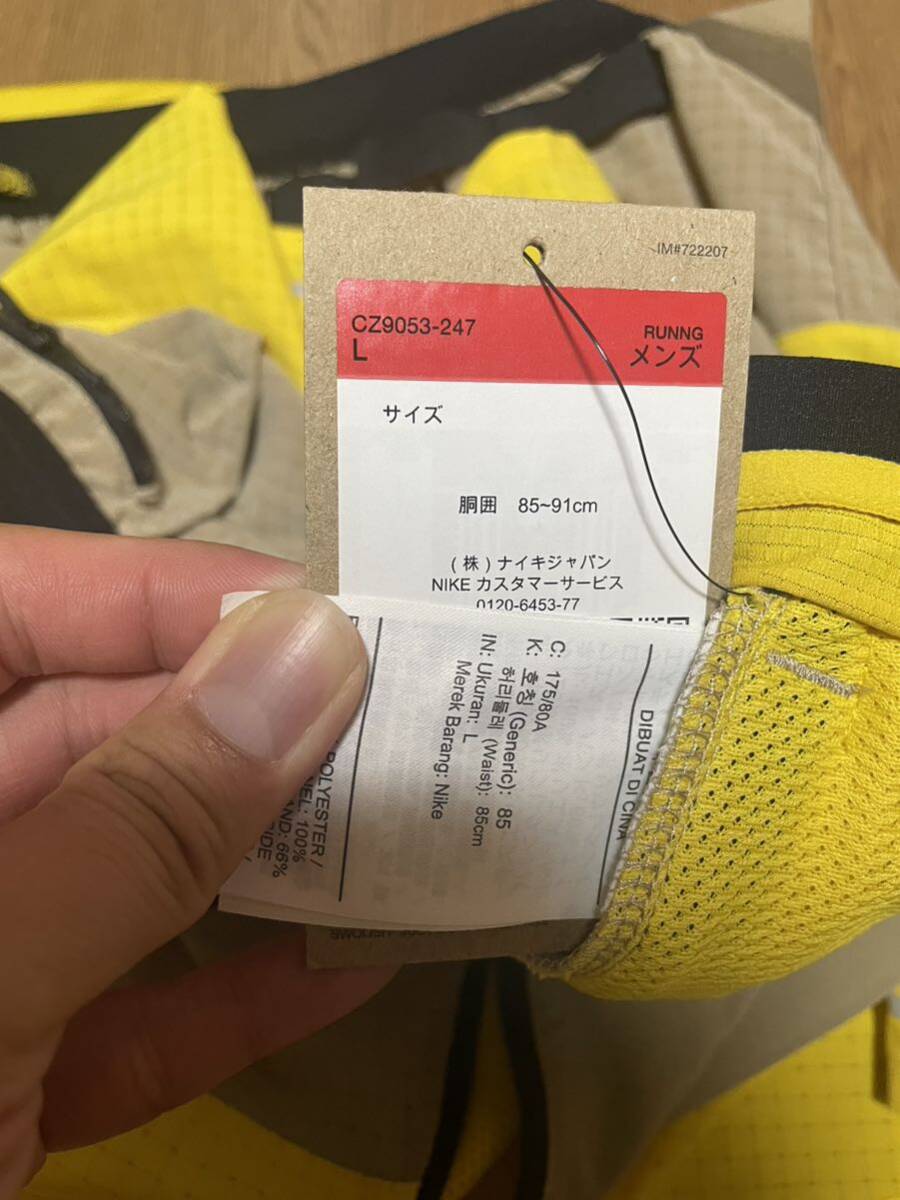 IM#722207
CZ9053-247
L
RUNNG
メンズ
サイズ
胴囲 85~91cm
(株)ナイキジャパン
NIKE カスタマーサービス
0120-6453-77
C: 175/80A
K: 호칭(Generic): 85
허리둘레 (Waist): 85cm
IN: Ukuran: L
Merek Barang: Nike
DIBUAT DI CINA
POLYESTER /
100%
66%